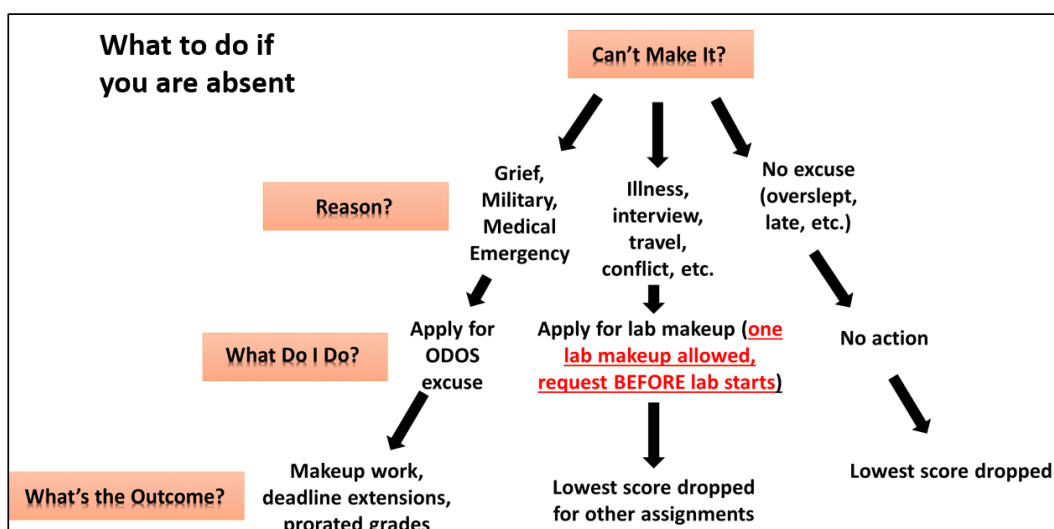 What to do if
you are absent
Can't Make It?
Reason?
Grief,
Military,
Medical
Emergency
Illness,
interview,
travel,
conflict, etc.
No excuse
(overslept,
late, etc.)
What Do I Do?
Apply for
ODOS
excuse
Apply for lab makeup (one
lab makeup allowed,
request BEFORE lab starts)
No action
What's the Outcome?
Makeup work,
deadline extensions,
prorated grades
Lowest score dropped
for other assignments
Lowest score dropped